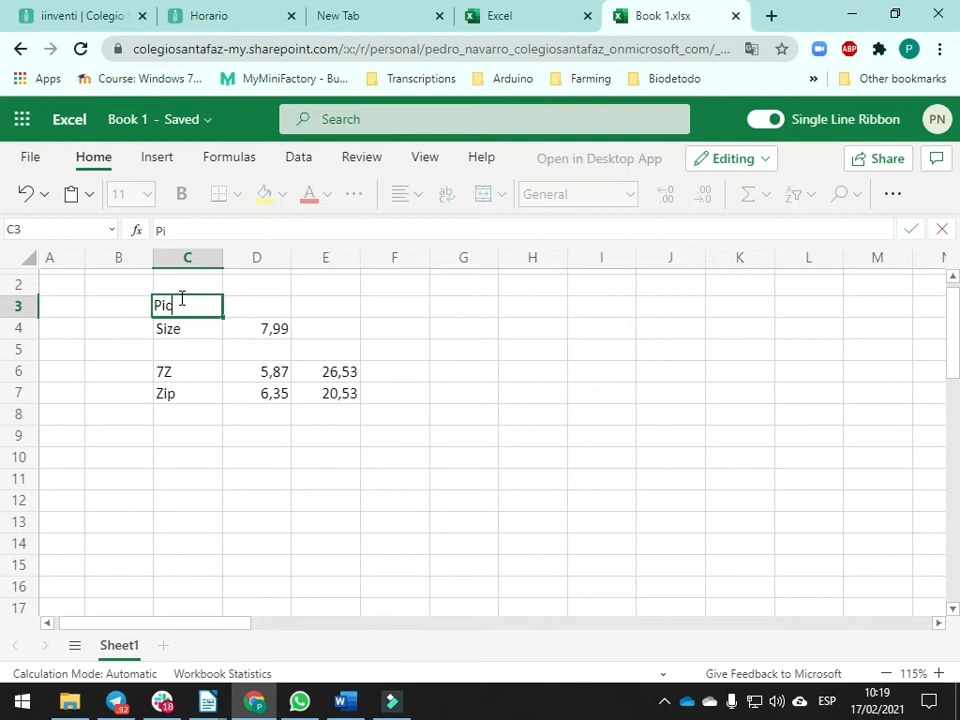 iinventi | Colegio S
Horario
New Tab
Excel
Book 1.xlsx
colegiosantafaz-my.sharepoint.com/:x:/r/personal/pedro_navarro_colegiosantafaz_onmicrosoft_com/_...
P
Apps
Course: Windows 7...
MyMiniFactory - Bu...
Transcriptions
Arduino
Farming
Biodetodo
»
Other bookmarks
Excel
Book 1 - Saved
Search
Single Line Ribbon
PN
File
Home
Insert
Formulas
Data
Review
View
Help
Open in Desktop App
Editing
Share
11
B
A
ab
General
C3
fx
Pi
A B C D E F G H I J K L M N
2
3 Pic
4 Size 7,99
5
6 7Z 5,87 26,53
7 Zip 6,35 20,53
8
9
10
11
12
13
14
15
16
17
Sheet1
Calculation Mode: Automatic
Workbook Statistics
Give Feedback to Microsoft
115%
92
18
ESP
10:19
17/02/2021